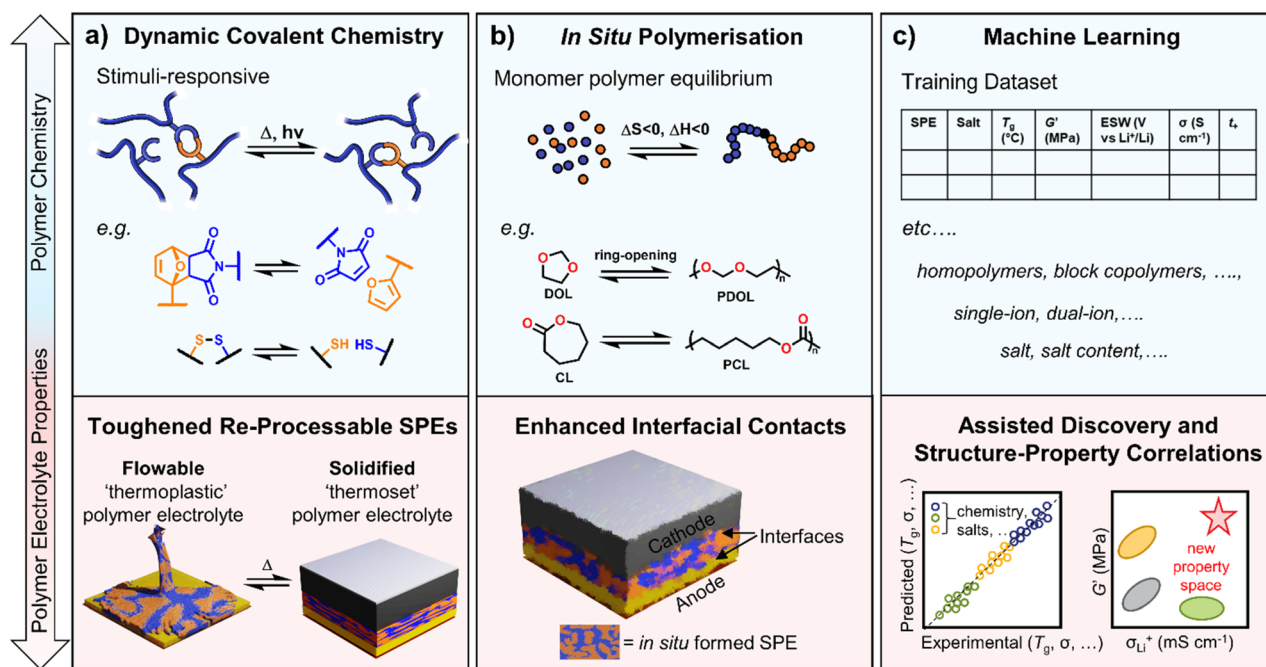 Polymer Chemistry
Polymer Electrolyte Properties
a) Dynamic Covalent Chemistry
Stimuli-responsive
Δ, hν
e.g.
O
N
O
O
O
N
O
O
S-S
SH HS
Toughened Re-Processable SPEs
Flowable
'thermoplastic'
polymer electrolyte
Δ
Solidified
'thermoset'
polymer electrolyte
b) In Situ Polymerisation
Monomer polymer equilibrium
ΔS<0, ΔH<0
e.g.
O
O
DOL
ring-opening
O O n
PDOL
O
O
CL
O
O n
PCL
Enhanced Interfacial Contacts
Cathode
Interfaces
Anode
= in situ formed SPE
c) Machine Learning
Training Dataset
SPE Salt Tg (°C) G' (MPa) ESW (V vs Li⁺/Li) σ (S cm⁻¹) t₊
etc….
homopolymers, block copolymers, ….,
single-ion, dual-ion,….
salt, salt content,….
Assisted Discovery and
Structure-Property Correlations
Predicted (Tg, σ, …)
chemistry,
salts, ..
Experimental (Tg, σ, …)
G' (MPa)
new
property
space
σLi⁺ (mS cm⁻¹)